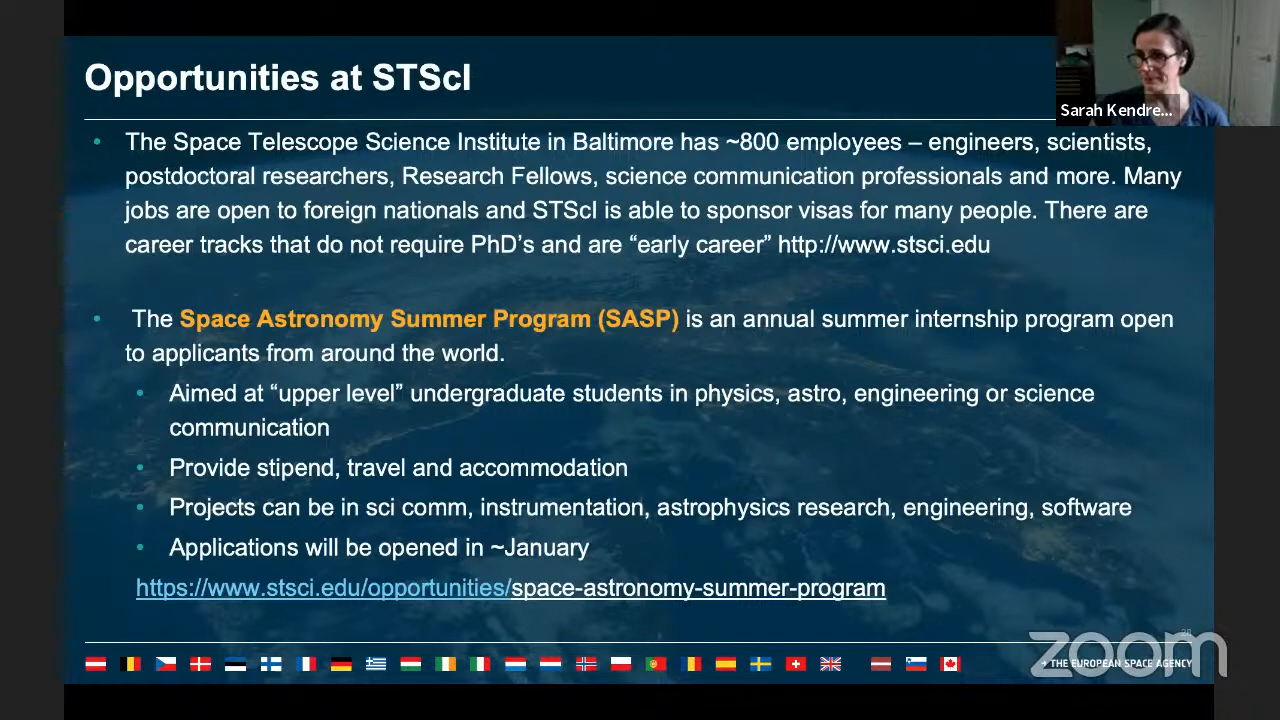 Opportunities at STScI
Sarah Kendre...
• The Space Telescope Science Institute in Baltimore has ~800 employees – engineers, scientists,
postdoctoral researchers, Research Fellows, science communication professionals and more. Many
jobs are open to foreign nationals and STScI is able to sponsor visas for many people. There are
career tracks that do not require PhD’s and are “early career” http://www.stsci.edu
• The Space Astronomy Summer Program (SASP) is an annual summer internship program open
to applicants from around the world.
• Aimed at “upper level” undergraduate students in physics, astro, engineering or science
communication
• Provide stipend, travel and accommodation
• Projects can be in sci comm, instrumentation, astrophysics research, engineering, software
• Applications will be opened in ~January
https://www.stsci.edu/opportunities/space-astronomy-summer-program
zoom
→ THE EUROPEAN SPACE AGENCY